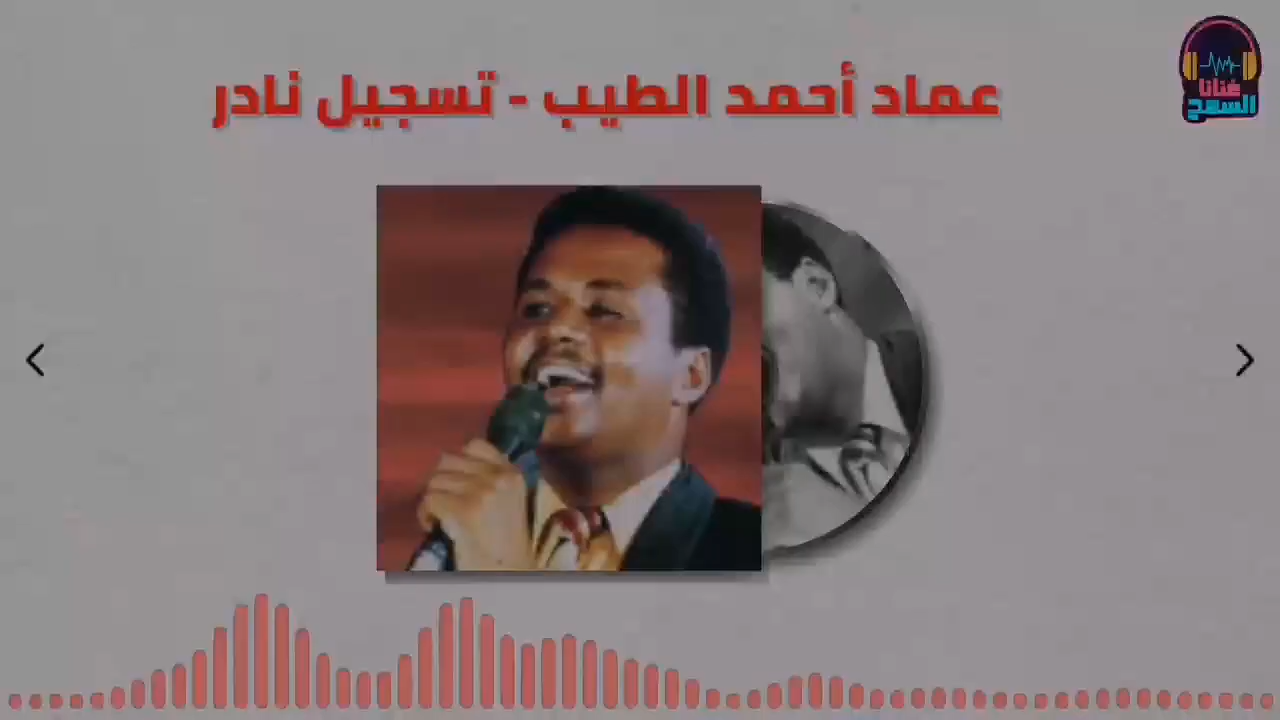 عماد أحمد الطيب - تسجيل نادر
غنانا
السمح